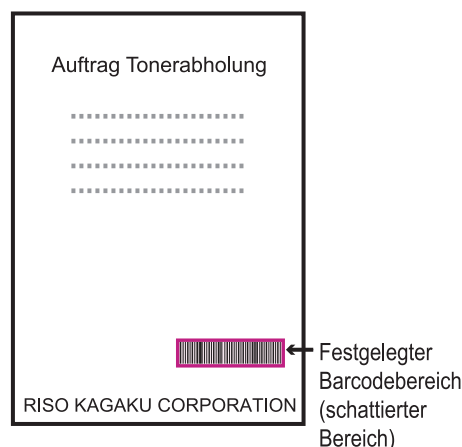 Auftrag Tonerabholung
RISO KAGAKU CORPORATION
Festgelegter
Barcodebereich
(schattierter
Bereich)